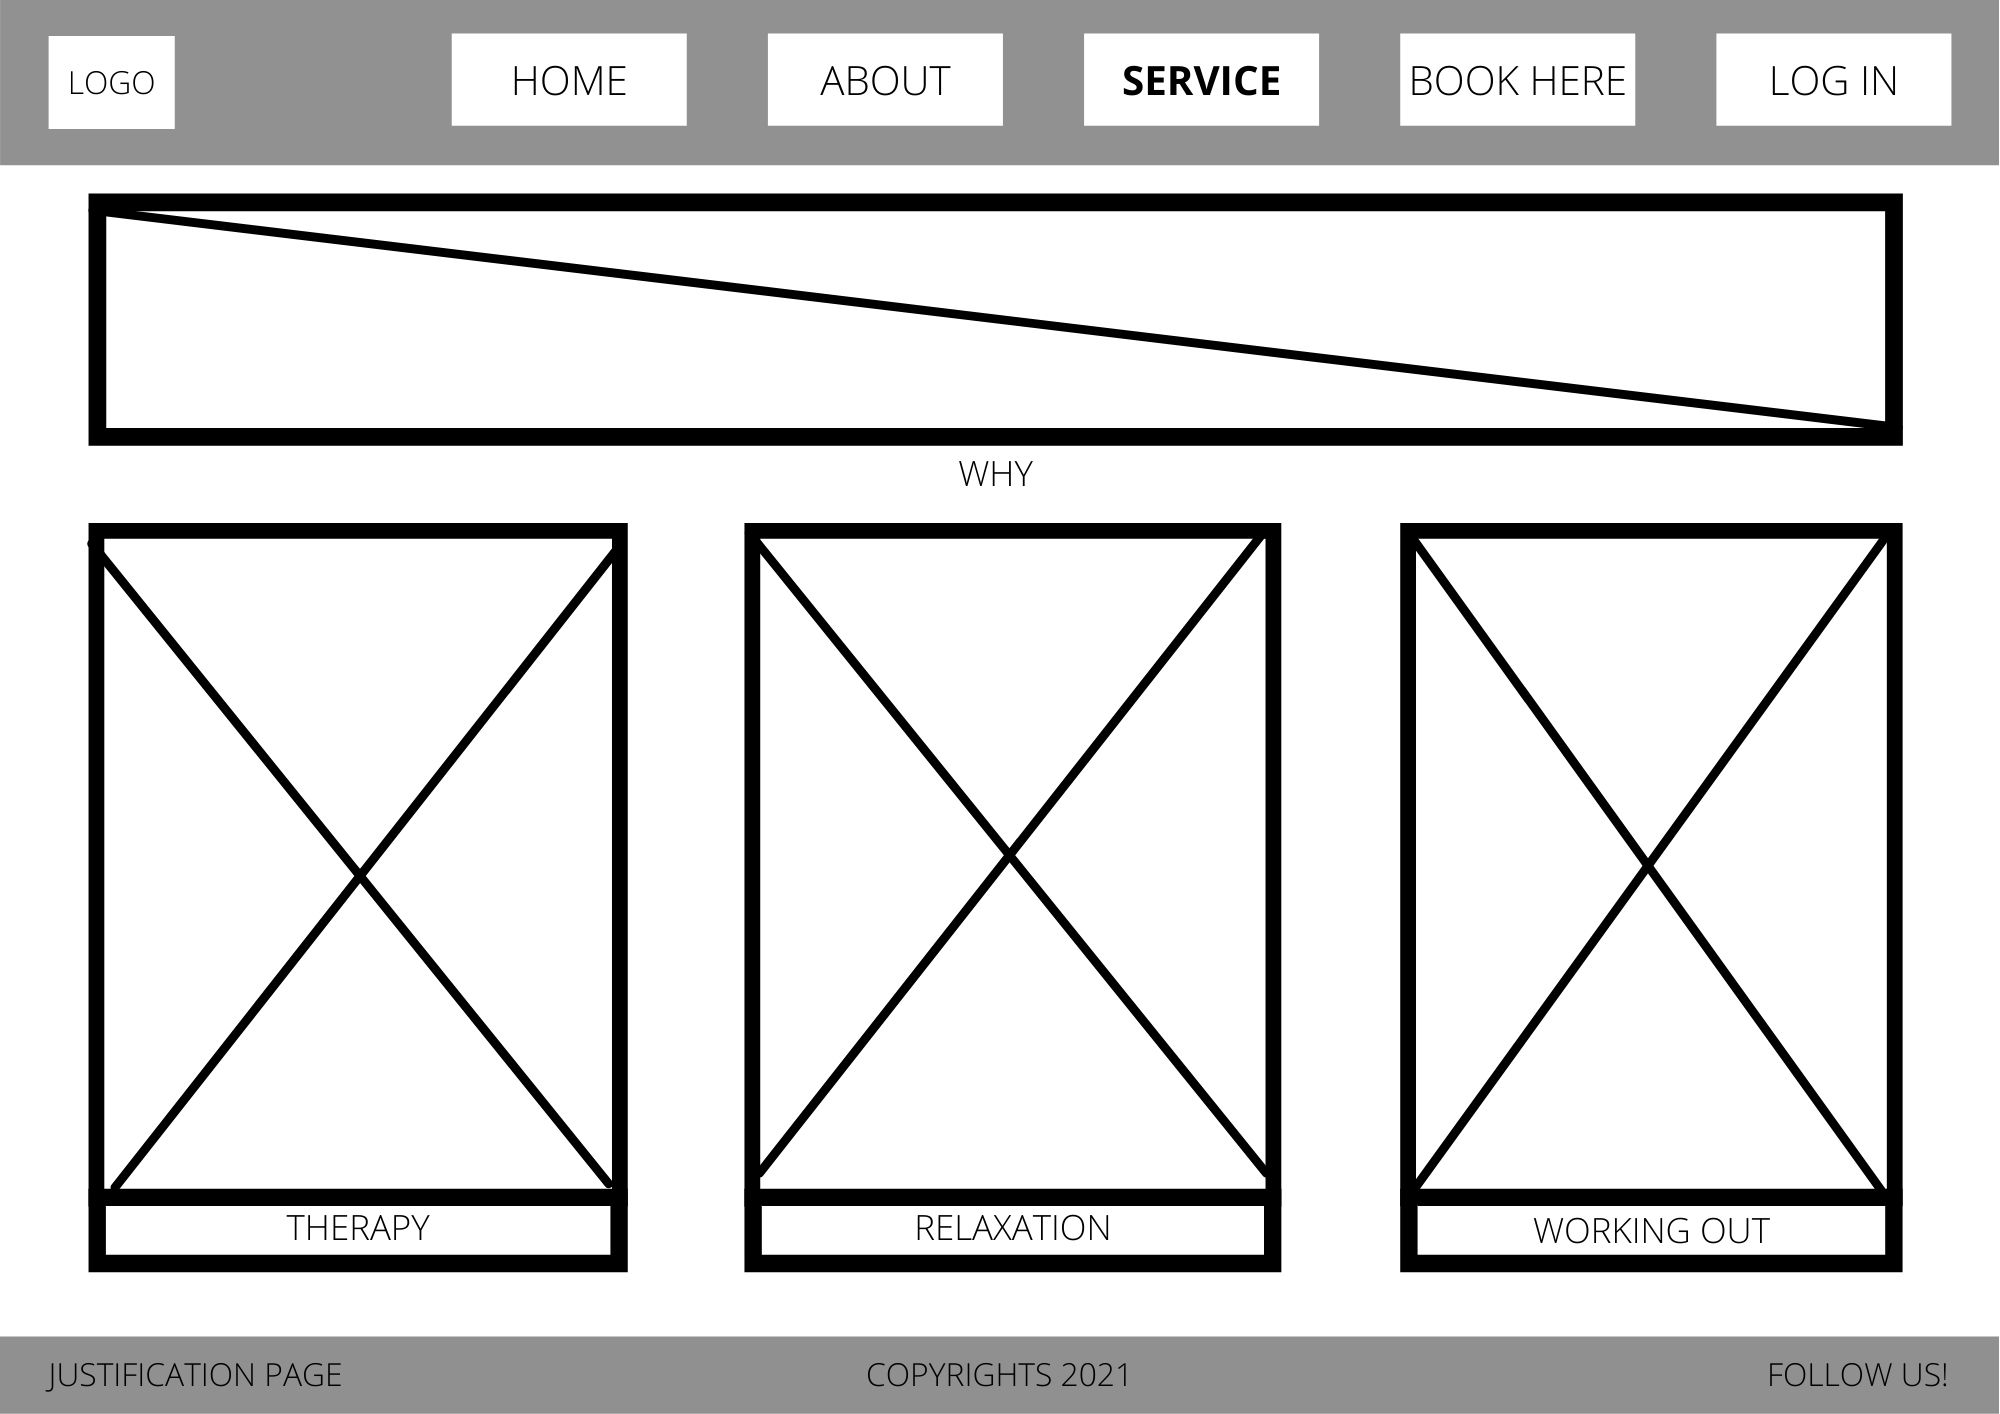 LOGO
HOME
ABOUT
SERVICE
BOOK HERE
LOG IN
WHY
THERAPY
RELAXATION
WORKING OUT
JUSTIFICATION PAGE
COPYRIGHTS 2021
FOLLOW US!